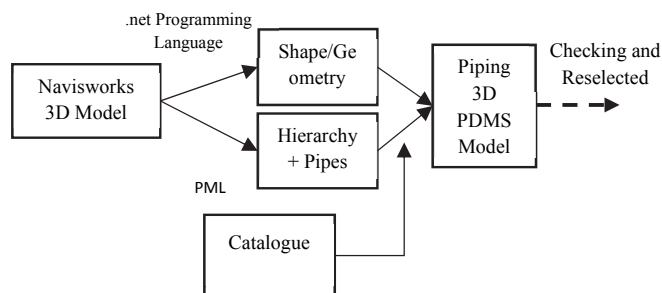 .net Programming
Language
Navisworks
3D Model
Shape/Ge
ometry
Hierarchy
+ Pipes
Piping
3D
PDMS
Model
Checking and
Reselected
PML
Catalogue